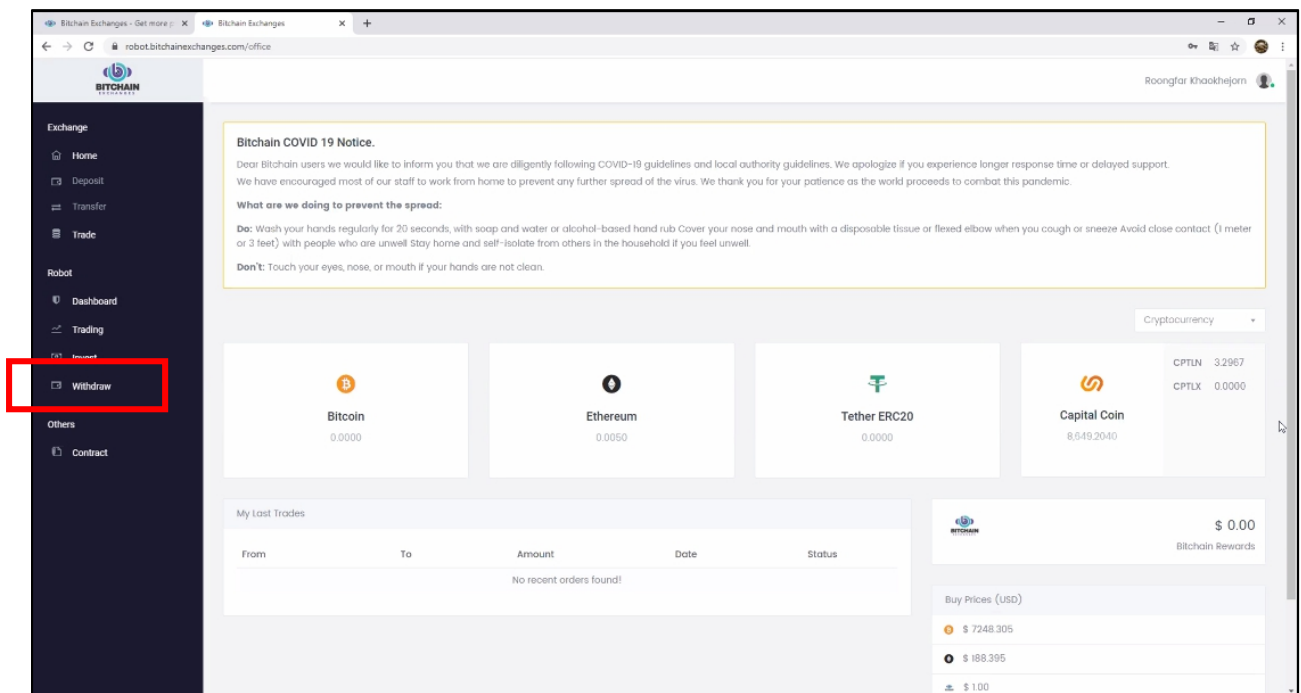 Bitchain Exchanges - Get more p
Bitchain Exchanges
robot.bitchainexchanges.com/office
BITCHAIN
EXCHANGES
Roongfar Khaokhejorn
Exchange
Home
Deposit
Transfer
Trade
Robot
Dashboard
Trading
Invest
Withdraw
Others
Contract
Bitchain COVID 19 Notice.
Dear Bitchain users we would like to inform you that we are diligently following COVID-19 guidelines and local authority guidelines. We apologize if you experience longer response time or delayed support.
We have encouraged most of our staff to work from home to prevent any further spread of the virus. We thank you for your patience as the world proceeds to combat this pandemic.
What are we doing to prevent the spread:
Do: Wash your hands regularly for 20 seconds, with soap and water or alcohol-based hand rub Cover your nose and mouth with a disposable tissue or flexed elbow when you cough or sneeze Avoid close contact (1 meter
or 3 feet) with people who are unwell Stay home and self-isolate from others in the household if you feel unwell.
Don't: Touch your eyes, nose, or mouth if your hands are not clean.
Cryptocurrency
Bitcoin
0.0000
Ethereum
0.0050
Tether ERC20
0.0000
Capital Coin
8,649.2040
CPTLN 3.2967
CPTLX 0.0000
My Last Trades
From To Amount Date Status
No recent orders found!
BITCHAIN
$ 0.00
Bitchain Rewards
Buy Prices (USD)
$ 7248.305
$ 188.395
$ 1.00